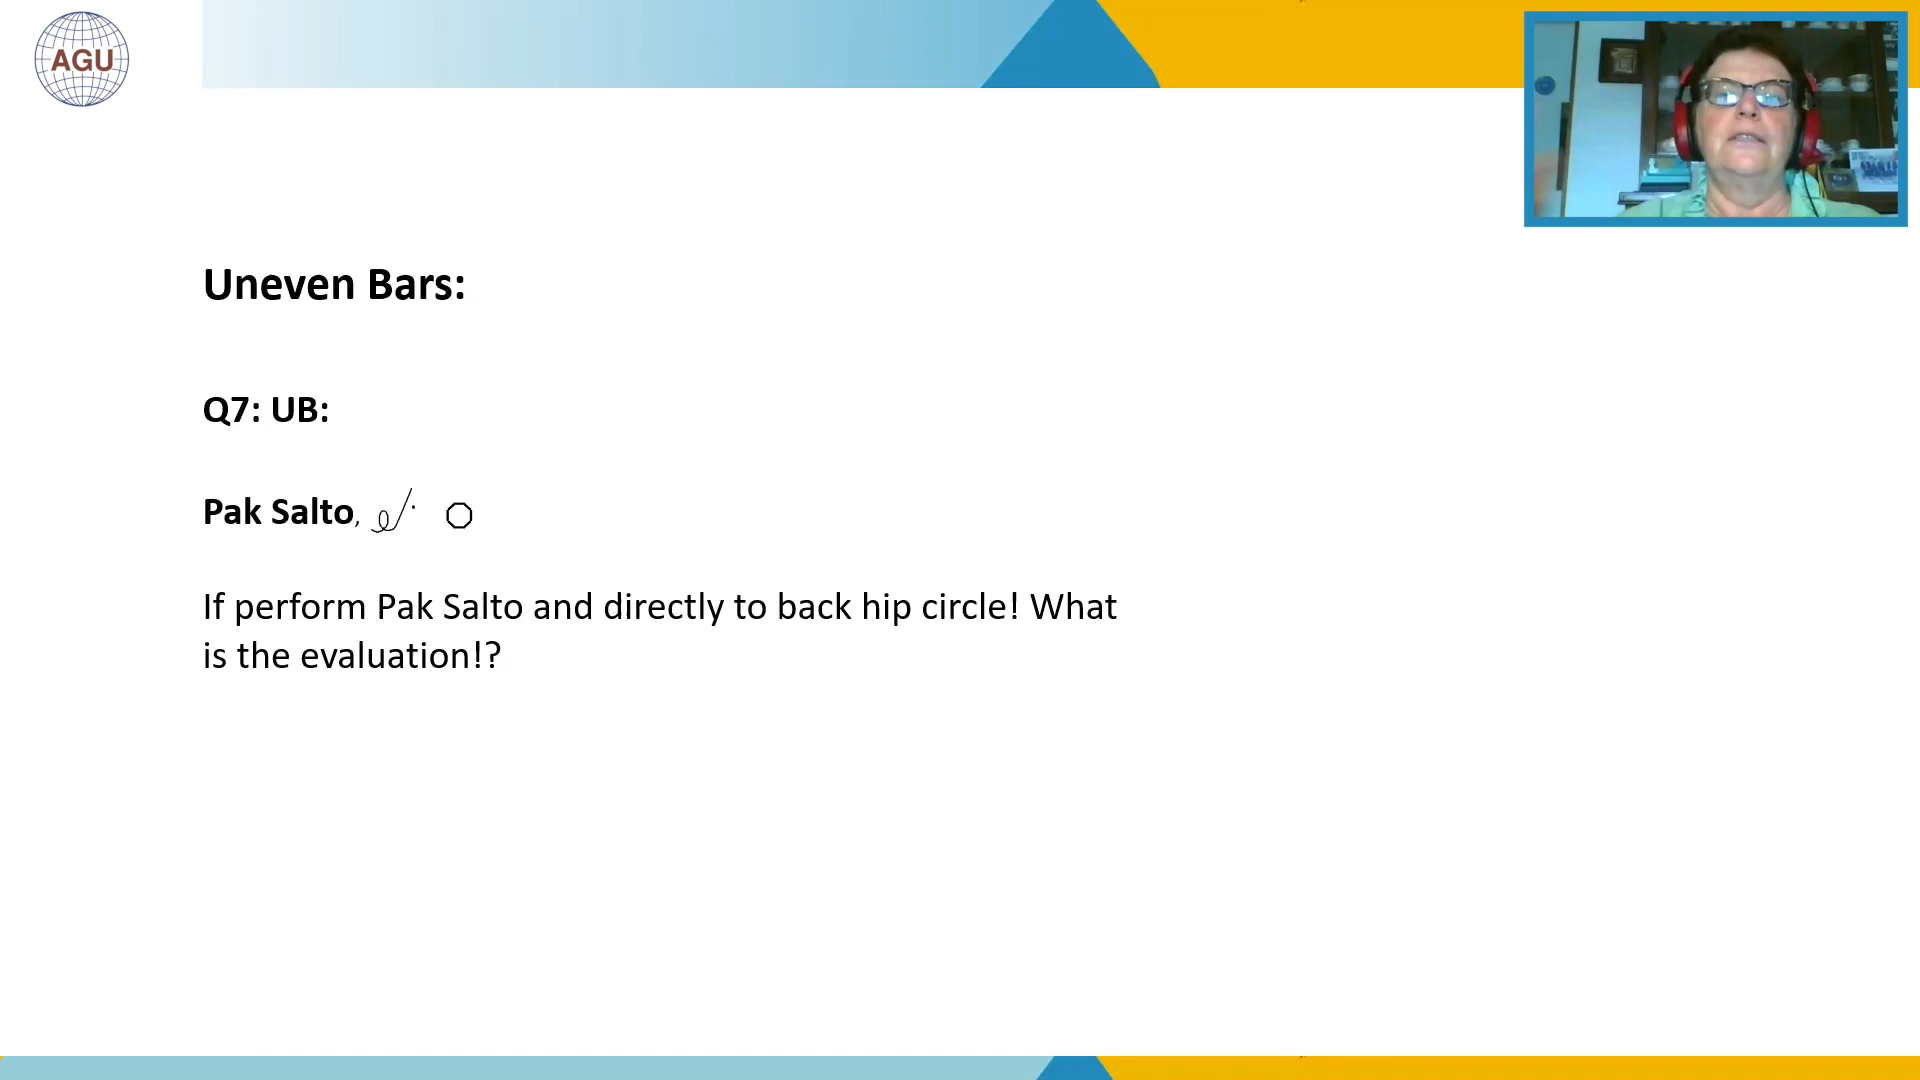 AGU
Uneven Bars:
Q7: UB:
Pak Salto,
If perform Pak Salto and directly to back hip circle! What
is the evaluation!?